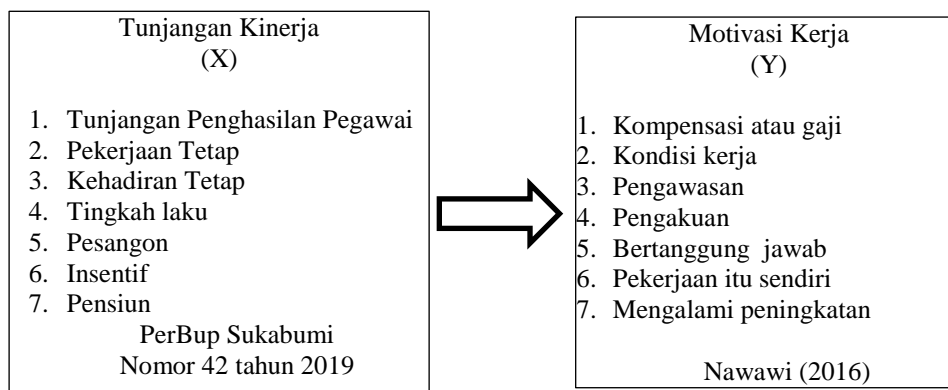 Tunjangan Kinerja
(X)
1. Tunjangan Penghasilan Pegawai
2. Pekerjaan Tetap
3. Kehadiran Tetap
4. Tingkah laku
5. Pesangon
6. Insentif
7. Pensiun
PerBup Sukabumi
Nomor 42 tahun 2019
Motivasi Kerja
(Y)
1. Kompensasi atau gaji
2. Kondisi kerja
3. Pengawasan
4. Pengakuan
5. Bertanggung jawab
6. Pekerjaan itu sendiri
7. Mengalami peningkatan
Nawawi (2016)